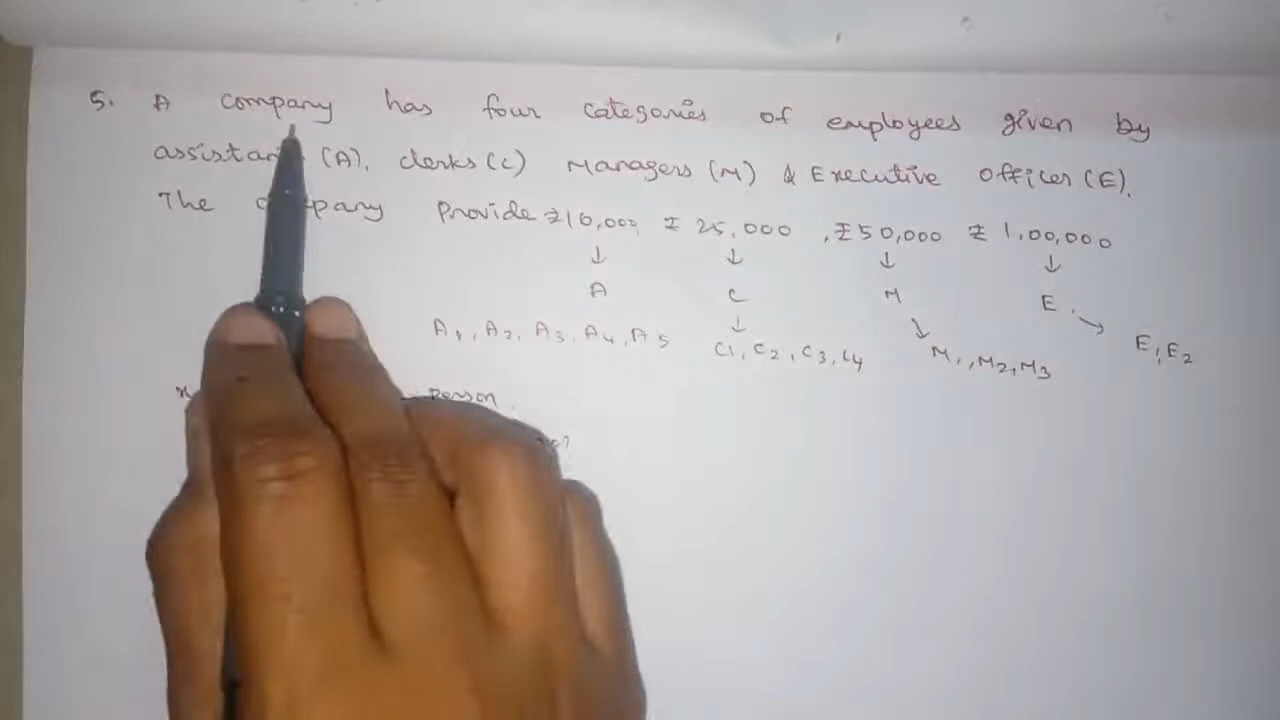 5. A company has four categories of employees given by
(A), clerks (C) Managers (M) & Executive officer (E).
The provide ₹10,000, ₹ 25,000, ₹50,000 ₹ 1,00,000
↓ ↓ ↓ ↓
A C M E
A1, A2, A3, A4, A5 C1, C2, C3, C4 M1, M2, M3 E1, E2
person